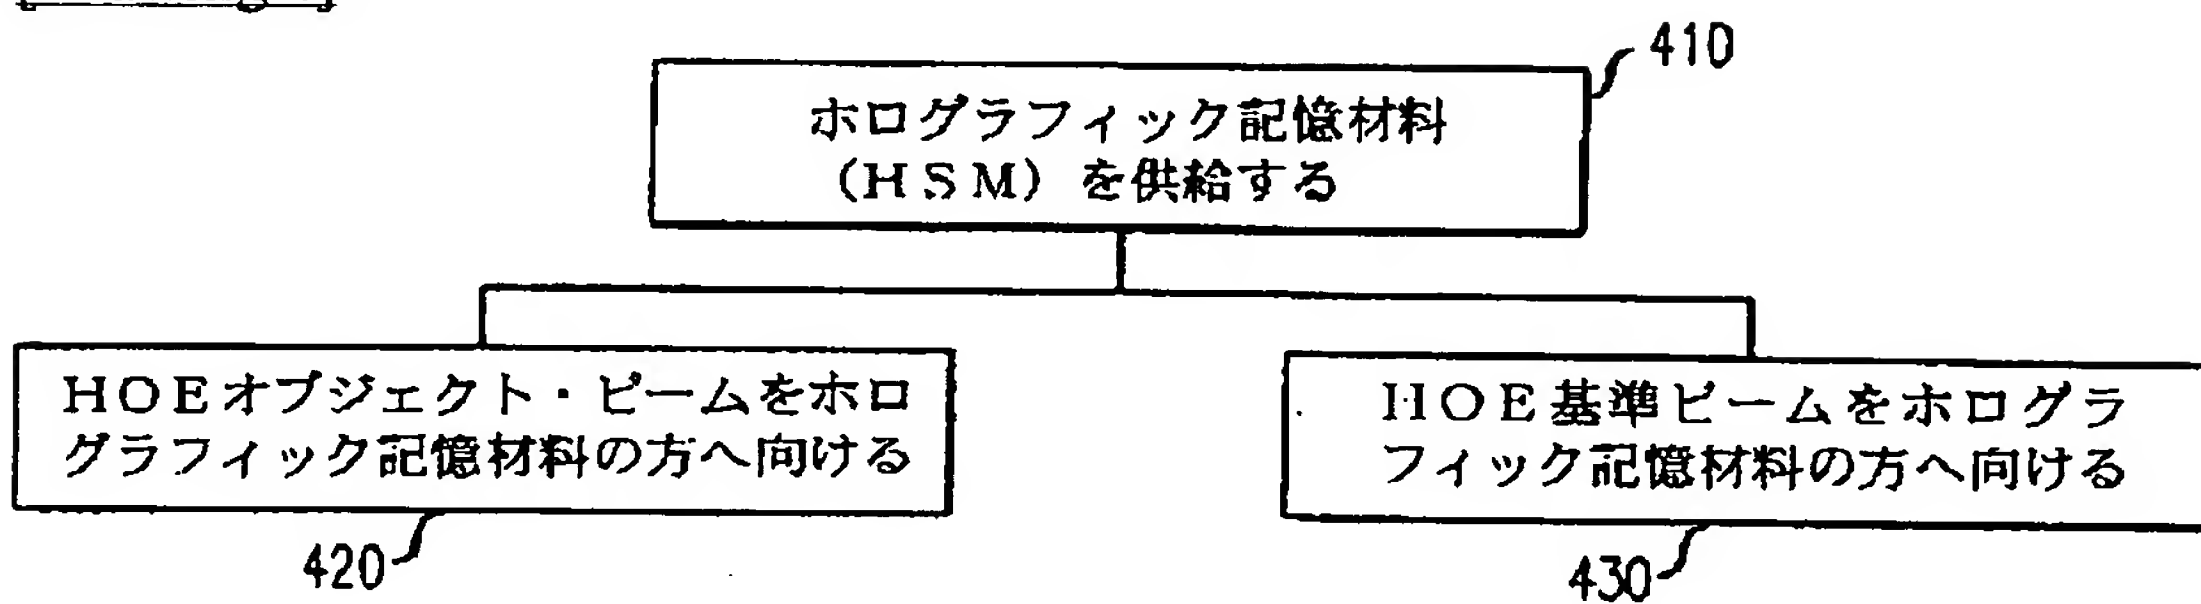 410
ホログラフィック記憶材料
（HSM）を供給する
HOEオブジェクト・ビームをホロ
グラフィック記憶材料の方へ向ける
420
HOE基準ビームをホログラ
フィック記憶材料の方へ向ける
430